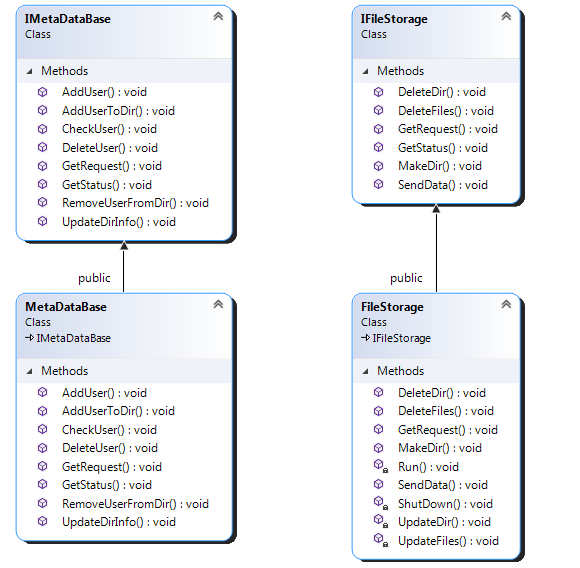 IMetaDataBase
Class
Methods
AddUser() : void
AddUserToDir() : void
CheckUser() : void
DeleteUser() : void
GetRequest() : void
GetStatus() : void
RemoveUserFromDir() : void
UpdateDirInfo() : void
public
MetaDataBase
Class
IMetaDataBase
Methods
AddUser() : void
AddUserToDir() : void
CheckUser() : void
DeleteUser() : void
GetRequest() : void
GetStatus() : void
RemoveUserFromDir() : void
UpdateDirInfo() : void
IFileStorage
Class
Methods
DeleteDir() : void
DeleteFiles() : void
GetRequest() : void
GetStatus() : void
MakeDir() : void
SendData() : void
public
FileStorage
Class
IFileStorage
Methods
DeleteDir() : void
DeleteFiles() : void
GetRequest() : void
MakeDir() : void
Run() : void
SendData() : void
ShutDown() : void
UpdateDir() : void
UpdateFiles() : void